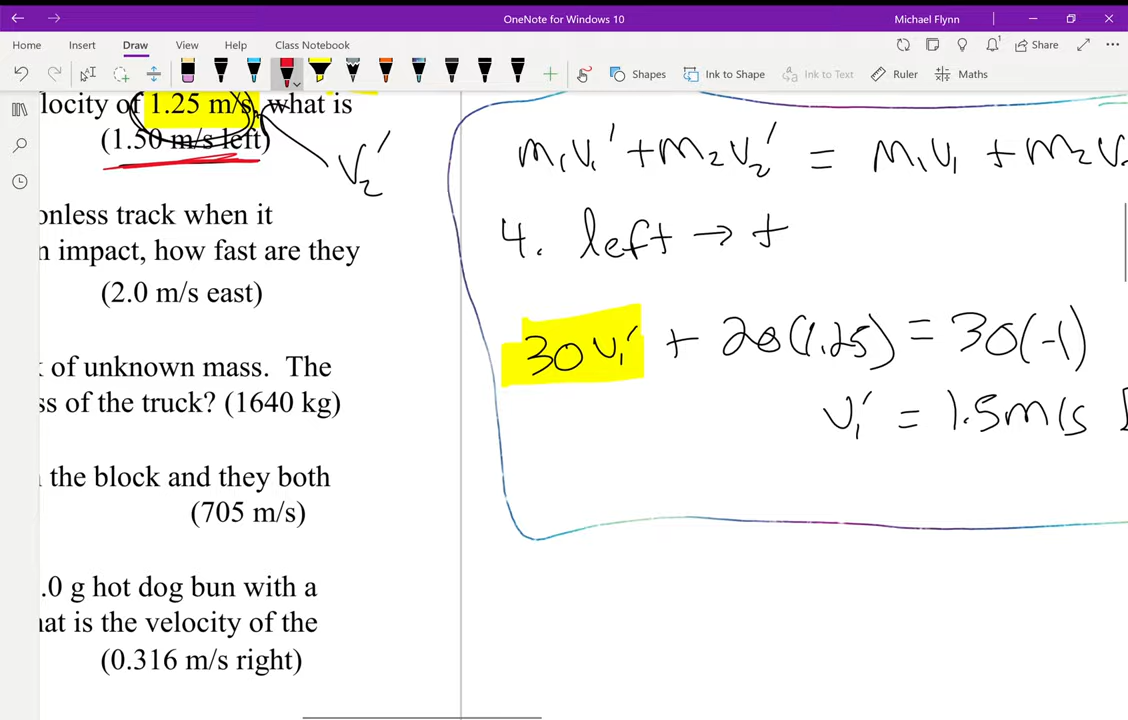 OneNote for Windows 10
Michael Flynn
Home Insert Draw View Help Class Notebook
Share
Shapes Ink to Shape Ink to Text Ruler Maths
locity of 1.25 m/s, what is
(1.50 m/s left)
v₂'
onless track when it
n impact, how fast are they
(2.0 m/s east)
of unknown mass. The
ss of the truck? (1640 kg)
the block and they both
(705 m/s)
.0 g hot dog bun with a
hat is the velocity of the
(0.316 m/s right)
m₁v₁' + m₂v₂' = m₁v₁ + m₂v
4. left → +
30v₁' + 20(1.25) = 30(-1)
v₁' = 1.5m/s